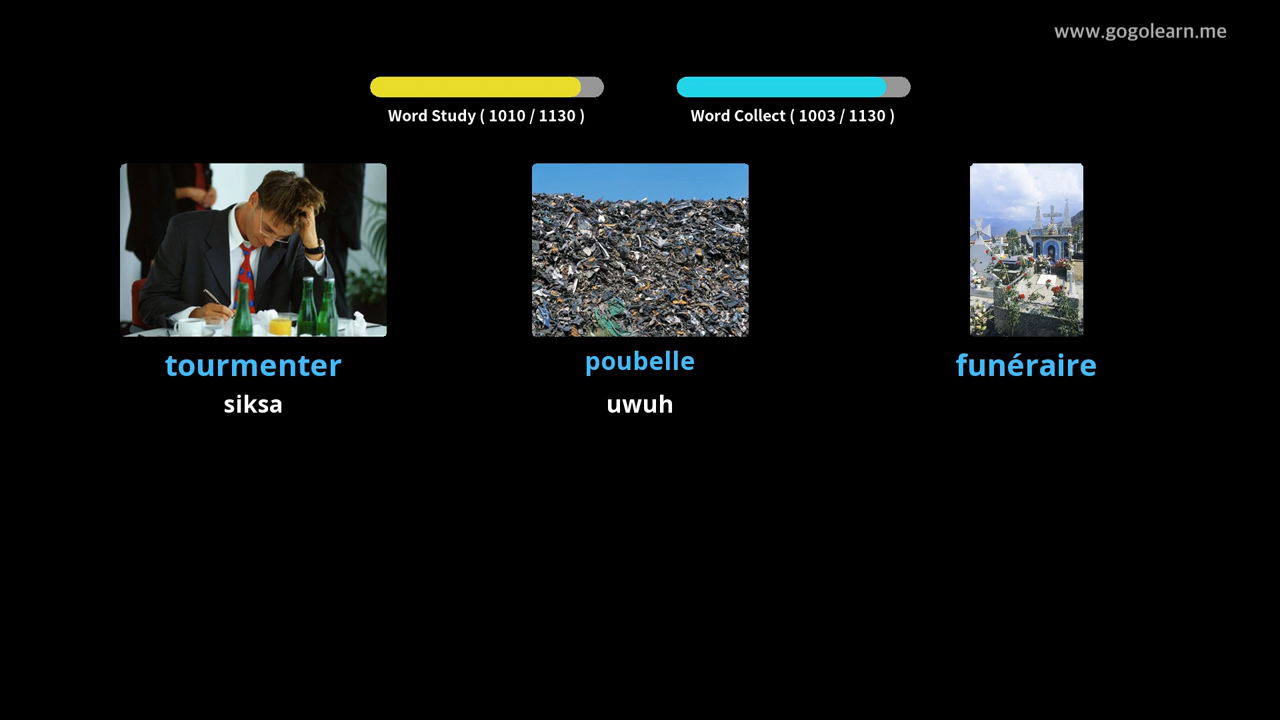 www.gogolearn.me
Word Study ( 1010 / 1130 )
Word Collect ( 1003 / 1130 )
tourmenter
siksa
poubelle
uwuh
funéraire